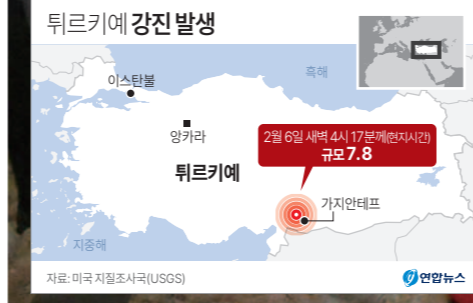 튀르키예 강진 발생
흑해
이스탄불
앙카라
2월 6일 새벽 4시 17분께(현지시간)
규모 7.8
튀르키예
가지안테프
지중해
자료: 미국 지질조사국(USGS)
연합뉴스